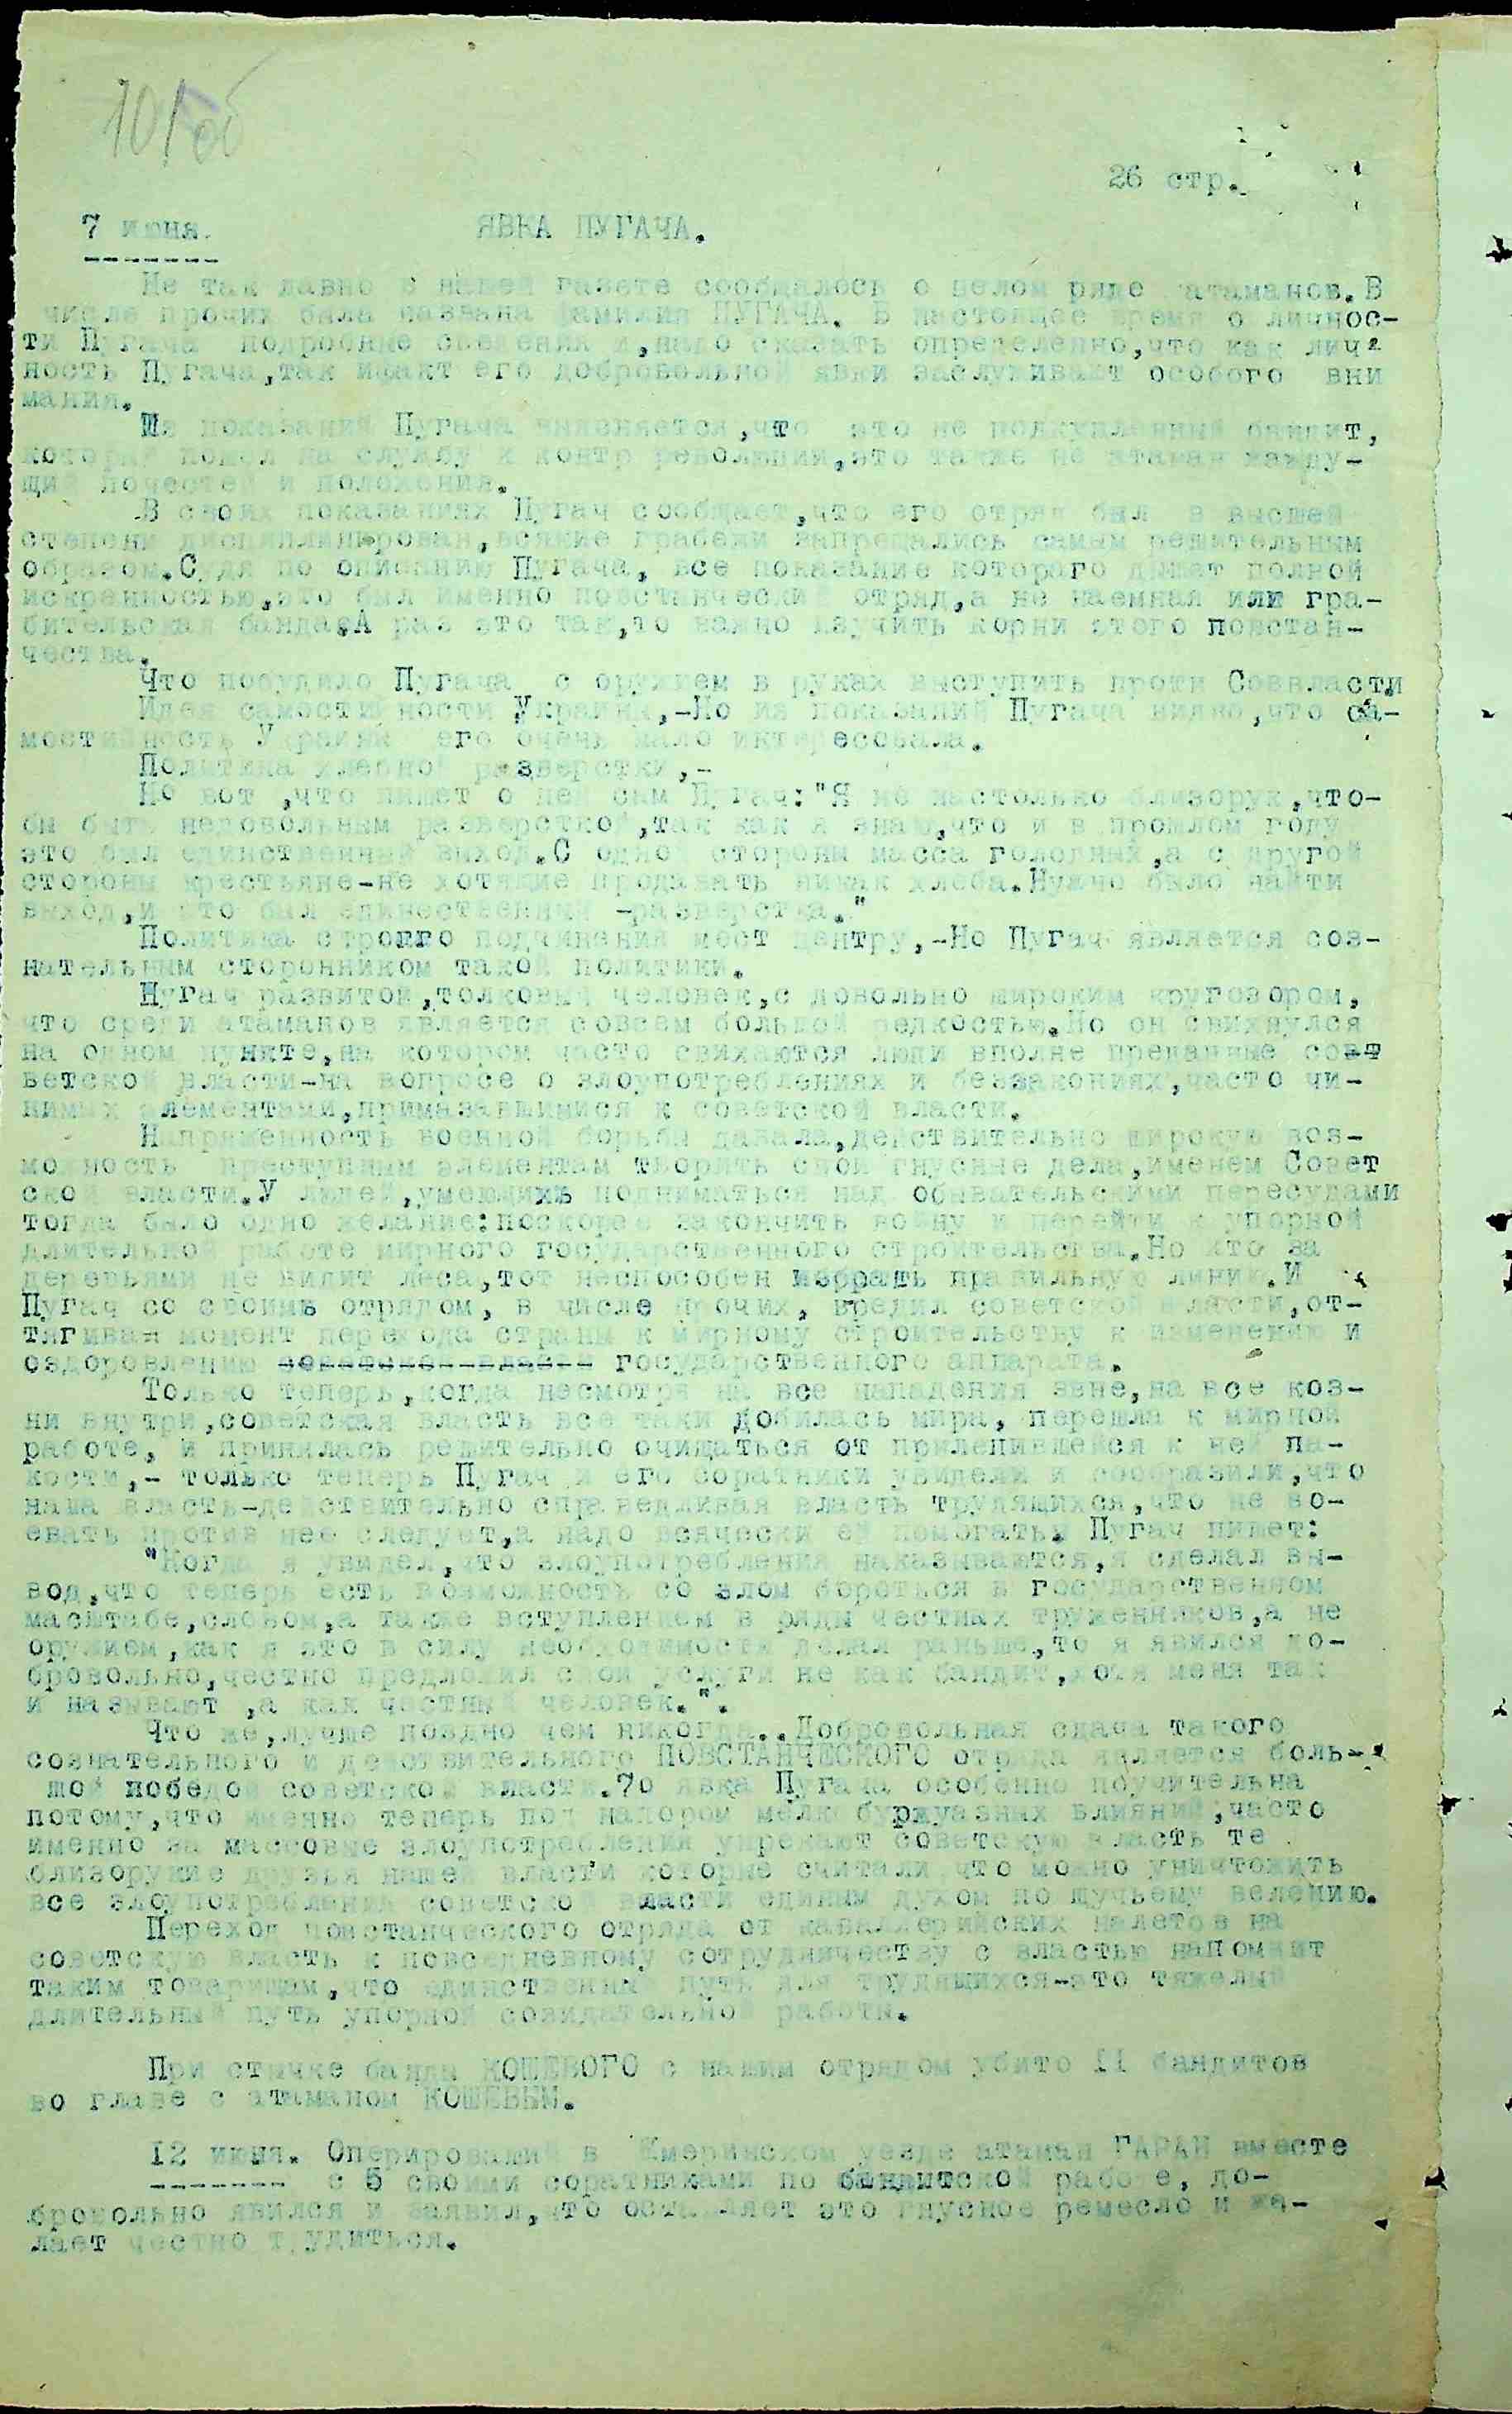 101об
26 стр.
7 июня. ЯВКА ПУГАЧА.
Не так давно в нашей газете сообщалось о целом ряде атаманов. В
числе прочих была названа фамилия ПУГАЧА. В настоящее время о личнос-
ти Пугача подробные сведения и,надо сказать определенно,что как лич
ность Пугача,так ифакт его добровольной явки заслуживает особого вни
мания.
Из показаний Пугача выясняется,что это не подкупленный бандит,
который пошел на службу к контр революции,это также не атаман жажду-
щий почестей и положения.
В своих показаниях Пугач сообщает,что его отряд был в высшей
степени дисциплинирован,всякие грабежи запрещались самым решительным
образом.Судя по описанию Пугача, все показание которого дышет полной
искренностью,это был именно повстанческий отряд,а не наемная или гра-
бительская банда.А раз это так,то важно изучить корни этого повстан-
чества.
Что побудило Пугача с оружием в руках выступить проти Соввласти
Идея самостийности Украины,-Но из показаний Пугача видно,что са-
мостийность Украины его очень мало интересовала.
Политика хлебной разверстки,-
Но вот ,что пишет о ней сам Пугач:"Я не настолько близорук,что-
бы быть недовольным разверсткой,так как я знаю,что и в прошлом году
это был единственный выход.С одной стороны масса голодных,а с другой
стороны крестьяне-не хотящие продавать никак хлеба.Нужно было найти
выход,и это был единественный -разверстка."
Политика строгго подчинения мест центру,-Но Пугач является соз-
нательным сторонником такой политики.
Пугач развитой,толковый человек,с довольно широким кругозором,
что среди атаманов является совсем большой редкостью.Но он свихнулся
на одном пункте,на котором часто свихаются люди вполне преданные сов
ветской власти-на вопросе о злоупотреблениях и беззакониях,часто чи-
нимых элементами,примазавшимися к советской власти.
Напряженность военной борьбы давала,действительно широкую воз-
можность преступным элементам творить свои гнусные дела,именем Совет
ской власти.У людей,умеющихъ подниматься над обывательскими пересудами
тогда было одно желание:поскорее закончить войну и перейти к упорной
длительной работе мирного государственного строительства.Но кто за
деревьями не видит леса,тот неспособен избрать правильную линию.И
Пугач со своимъ отрядом, в числе прочих, вредил советской власти,от-
тягивая момент перехода страны к мирному строительству к изменению и
оздоровлению государственного аппарата.
Только теперь,когда несмотря на все нападения звне,на все коз-
ни внутри,советская власть все таки добилась мира, перешла к мирной
работе, и принялась решительно очищаться от прилепившейся к ней па-
кости,- только теперь Пугач и его соратники увидели и сообразили,что
наша власть-действительно справедливая власть трудящихся,что не во-
евать против нее следует,а надо всячески ей помогать. Пугач пишет:
"Когда я увидел,что злоупотребления наказываются,я сделал вы-
вод,что теперь есть возможность со злом бороться в государственном
масштабе,словом,а также вступлением в ряды честных тружеников,а не
оружием,как я это в силу необходимости делал раньше,то я явился до-
бровольно,честно предложил свои услуги не как бандит,хотя меня так
и называют ,а как честный человек.".
Что же,лучше поздно чем никогда..Добровольная сдача такого
сознательного и действительного ПОВСТАНЧЕСКОГО отряда является боль-
шой победой советской власти.7о явка Пугача особенно поучительна
потому,что именно теперь под напором мелко буржуазных влияний,часто
именно за массовые злоупотребления упрекают советскую власть те
близорукие друзья нашей власти которые считали что можно уничтожить
все злоупотребления советской власти единым духом по щучьему велению.
Переход повстанческого отряда от каваллерийских налетов на
советскую власть к повседневному сотрудничеству с властью напомнит
таким товарищам,что единственный путь для трудящихся-это тяжелый
длительный путь упорной созидательной работы.
При стычке банды КОШЕВОГО с нашим отрядом убито 11 бандитов
во главе с атаманом КОШЕВЫМ.
12 июня. Оперировавший в Жмеринском уезде атаман ГАРАН вместе
с 5 своими соратниками по бандитской работе, до-
бровольно явился и заявил,что оставляет это гнусное ремесло и же-
лает честно трудиться.